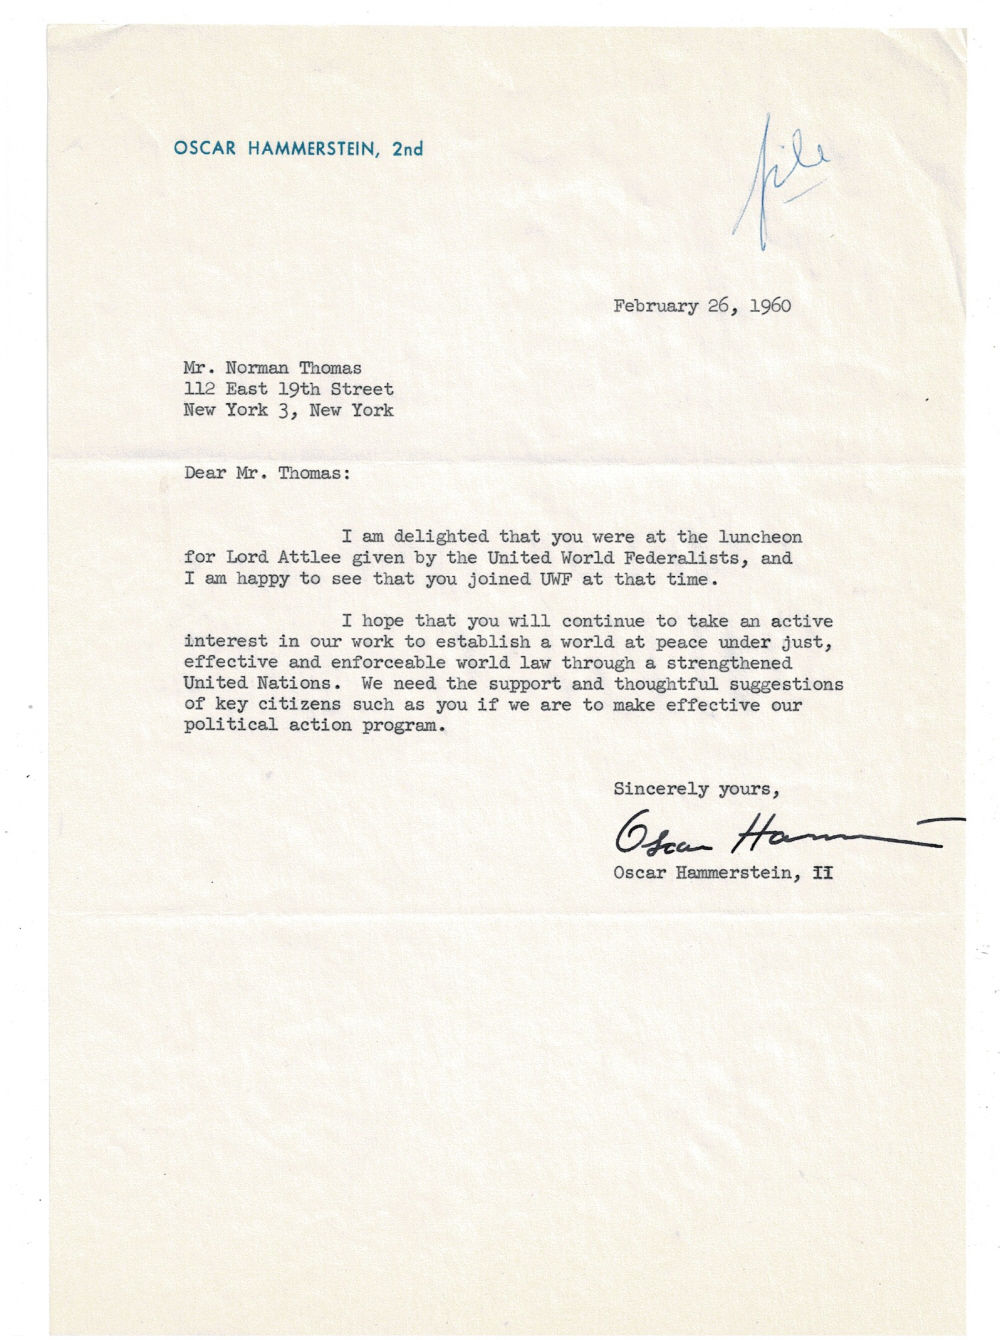 OSCAR HAMMERSTEIN, 2nd
file
February 26, 1960
Mr. Norman Thomas
112 East 19th Street
New York 3, New York
Dear Mr. Thomas:
I am delighted that you were at the luncheon
for Lord Attlee given by the United World Federalists, and
I am happy to see that you joined UWF at that time.
I hope that you will continue to take an active
interest in our work to establish a world at peace under just,
effective and enforceable world law through a strengthened
United Nations. We need the support and thoughtful suggestions
of key citizens such as you if we are to make effective our
political action program.
Sincerely yours,
Oscar Hammerstein
Oscar Hammerstein, II